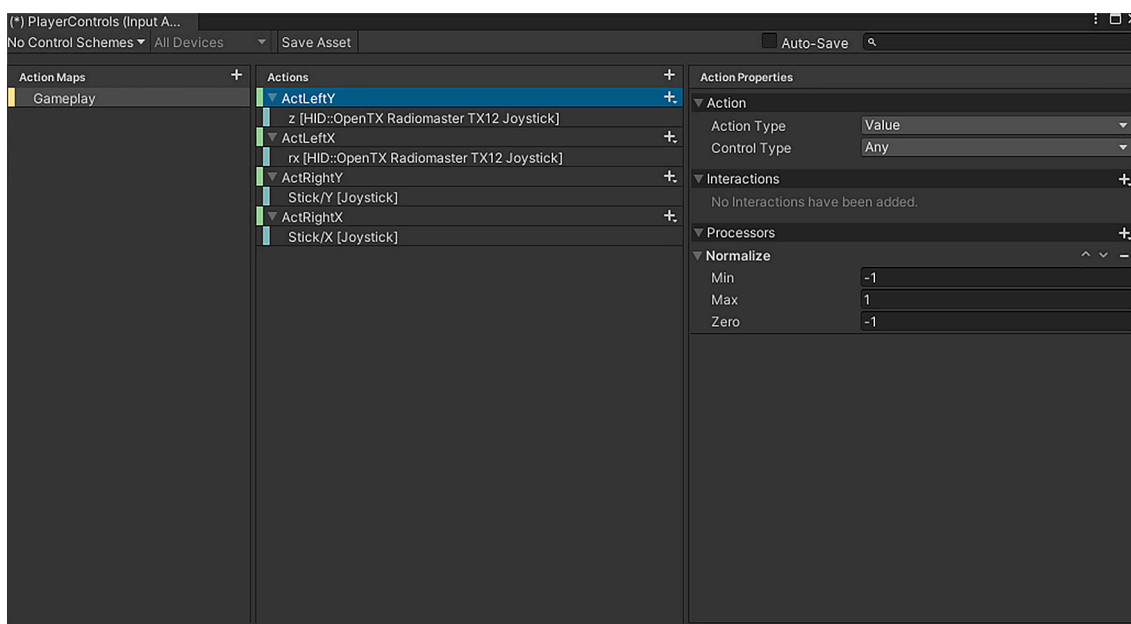 (*) PlayerControls (Input A...
No Control Schemes All Devices Save Asset Auto-Save
Action Maps + Actions + Action Properties
Gameplay
ActLeftY
z [HID::OpenTX Radiomaster TX12 Joystick]
ActLeftX
rx [HID::OpenTX Radiomaster TX12 Joystick]
ActRightY
Stick/Y [Joystick]
ActRightX
Stick/X [Joystick]
Action
Action Type Value
Control Type Any
Interactions
No Interactions have been added.
Processors
Normalize
Min -1
Max 1
Zero -1